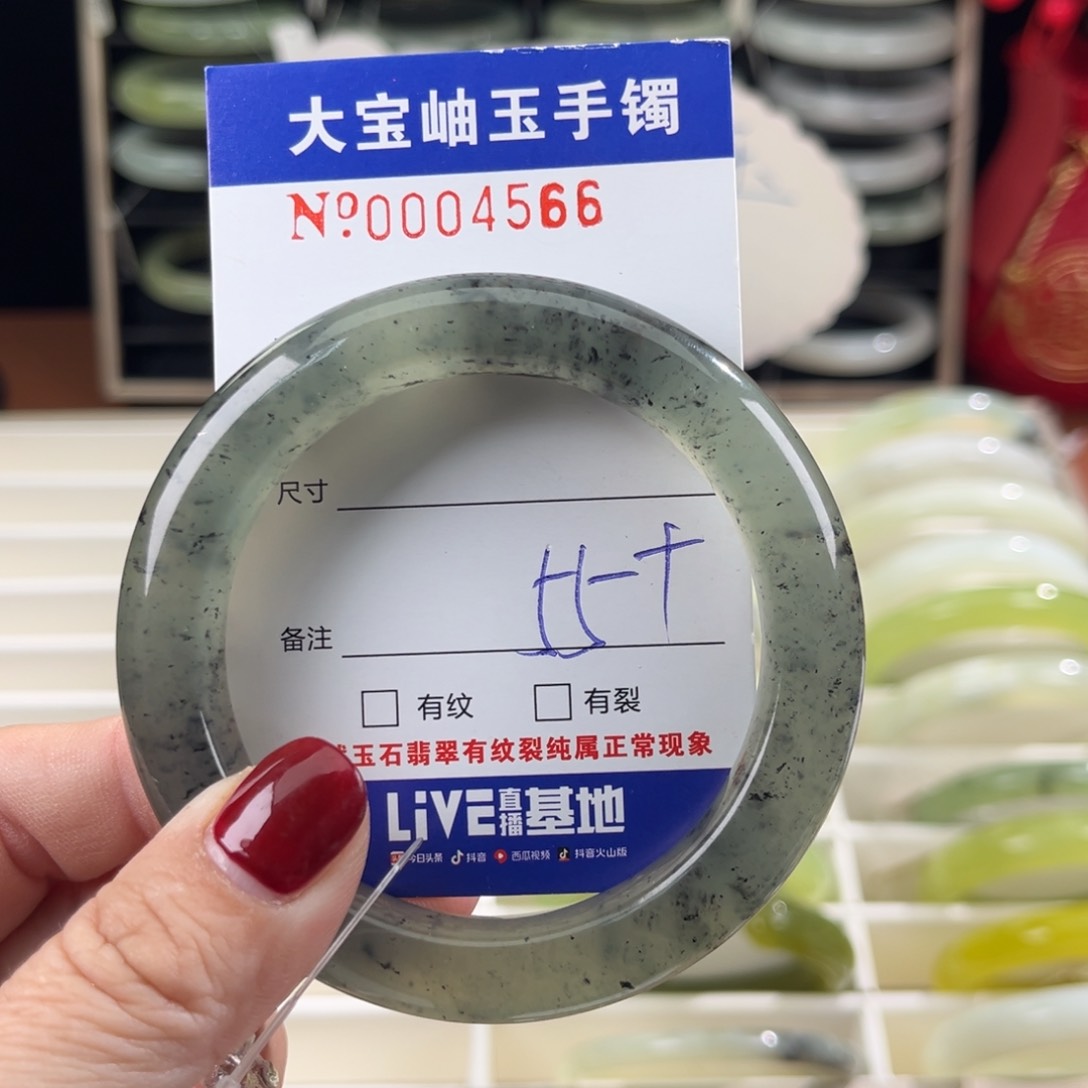 大宝岫玉手镯
Nº.0004566
尺寸
55-十
备注
有纹 有裂
玉石翡翠有纹裂纯属正常现象
LiVE直播基地
今日头条 抖音 西瓜视频 抖音火山版